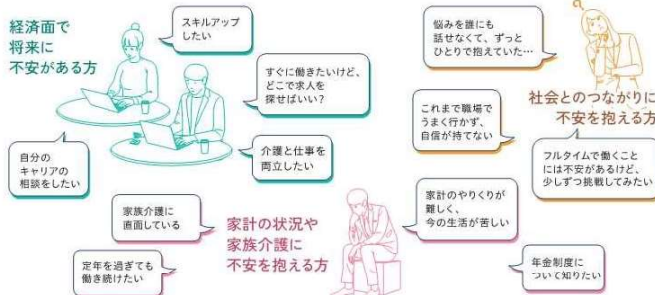 経済面で
将来に
不安がある方
スキルアップ
したい
すぐに働きたいけど、
どこで求人を
探せばいい？
介護と仕事を
両立したい
自分の
キャリアの
相談をしたい
悩みを誰にも
話せなくて、ずっと
ひとりで抱えていた…
社会とのつながりに
不安を抱える方
これまで職場で
うまく行かず、
自信が持てない
フルタイムで働くこと
には不安があるけど、
少しずつ挑戦してみたい
家計の状況や
家族介護に
不安を抱える方
家族介護に
直面している
定年を過ぎても
働き続けたい
家計のやりくりが
難しく、
今の生活が苦しい
年金制度に
ついて知りたい